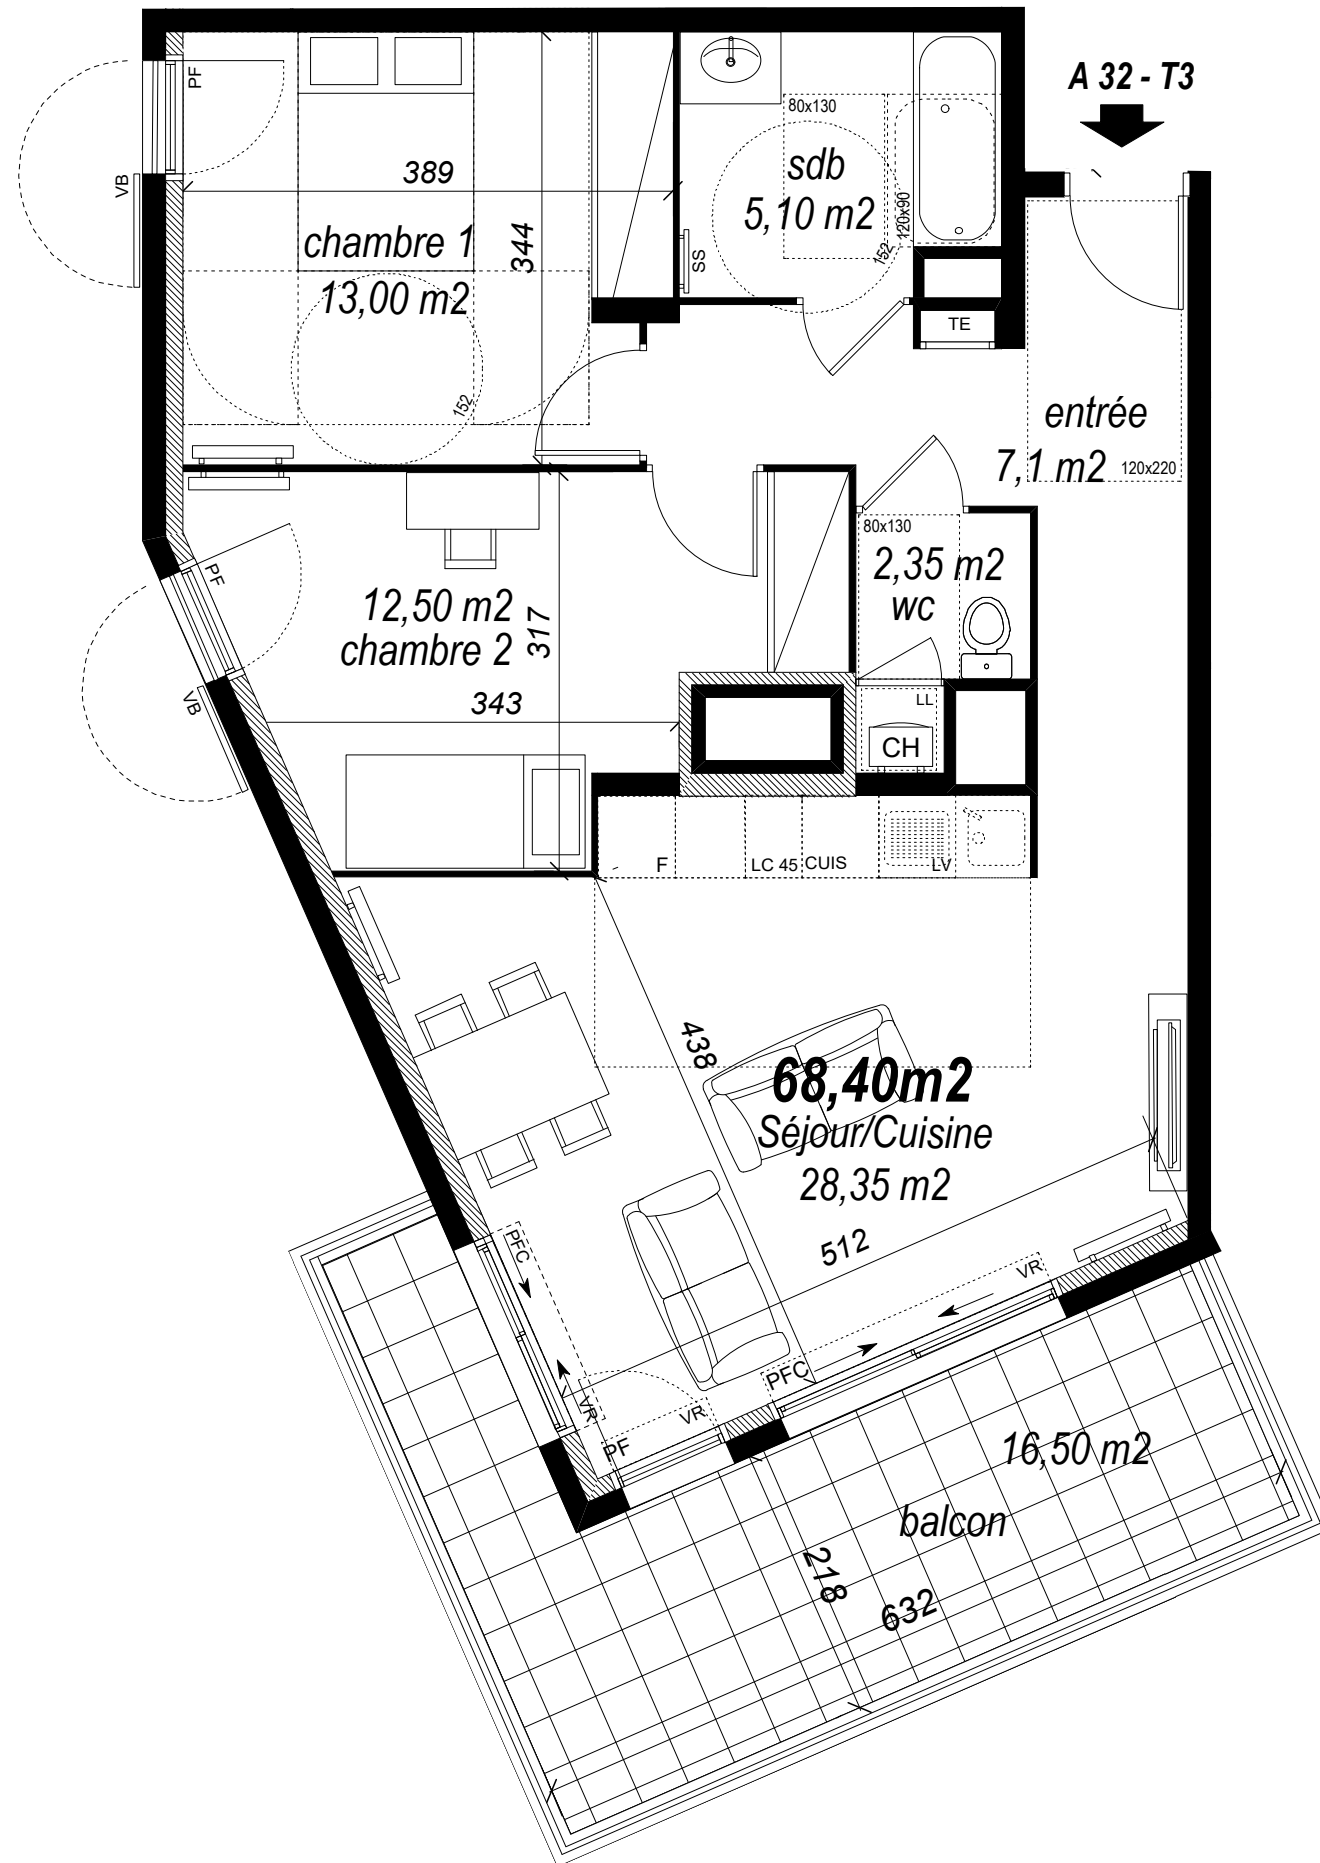 A 32 - T3
PF
VB
389
344
chambre 1
13,00 m2
152
80x130
sdb
5,10 m2
120x90
152
SS
TE
entrée
7,1 m2
120x220
80x130
2,35 m2
wc
PF
VB
12,50 m2
chambre 2
317
343
LL
CH
F
LC 45
CUIS
LV
438
68,40m2
Séjour/Cuisine
28,35 m2
512
PFC
VR
VR
PFC
VR
PF
16,50 m2
balcon
218
632